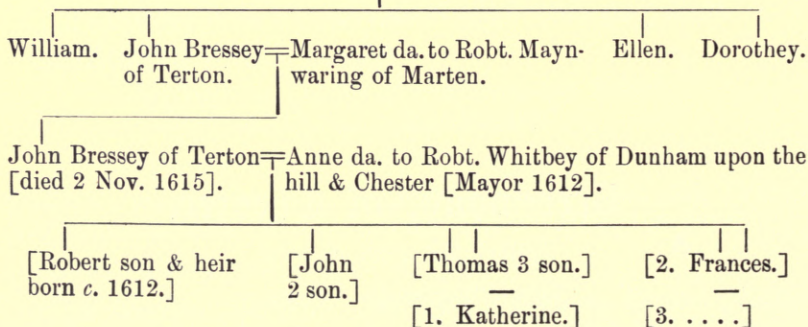 William. John Bressey Margaret da. to Robt. Mayn- Ellen. Dorothey.
of Terton. waring of Marten.
John Bressey of Terton Anne da. to Robt. Whitbey of Dunham upon the
[died 2 Nov. 1615]. hill & Chester [Mayor 1612].
[Robert son & heir [John [Thomas 3 son.] [2. Frances.]
born c. 1612.] 2 son.] [1. Katherine.] [3. . . . .]